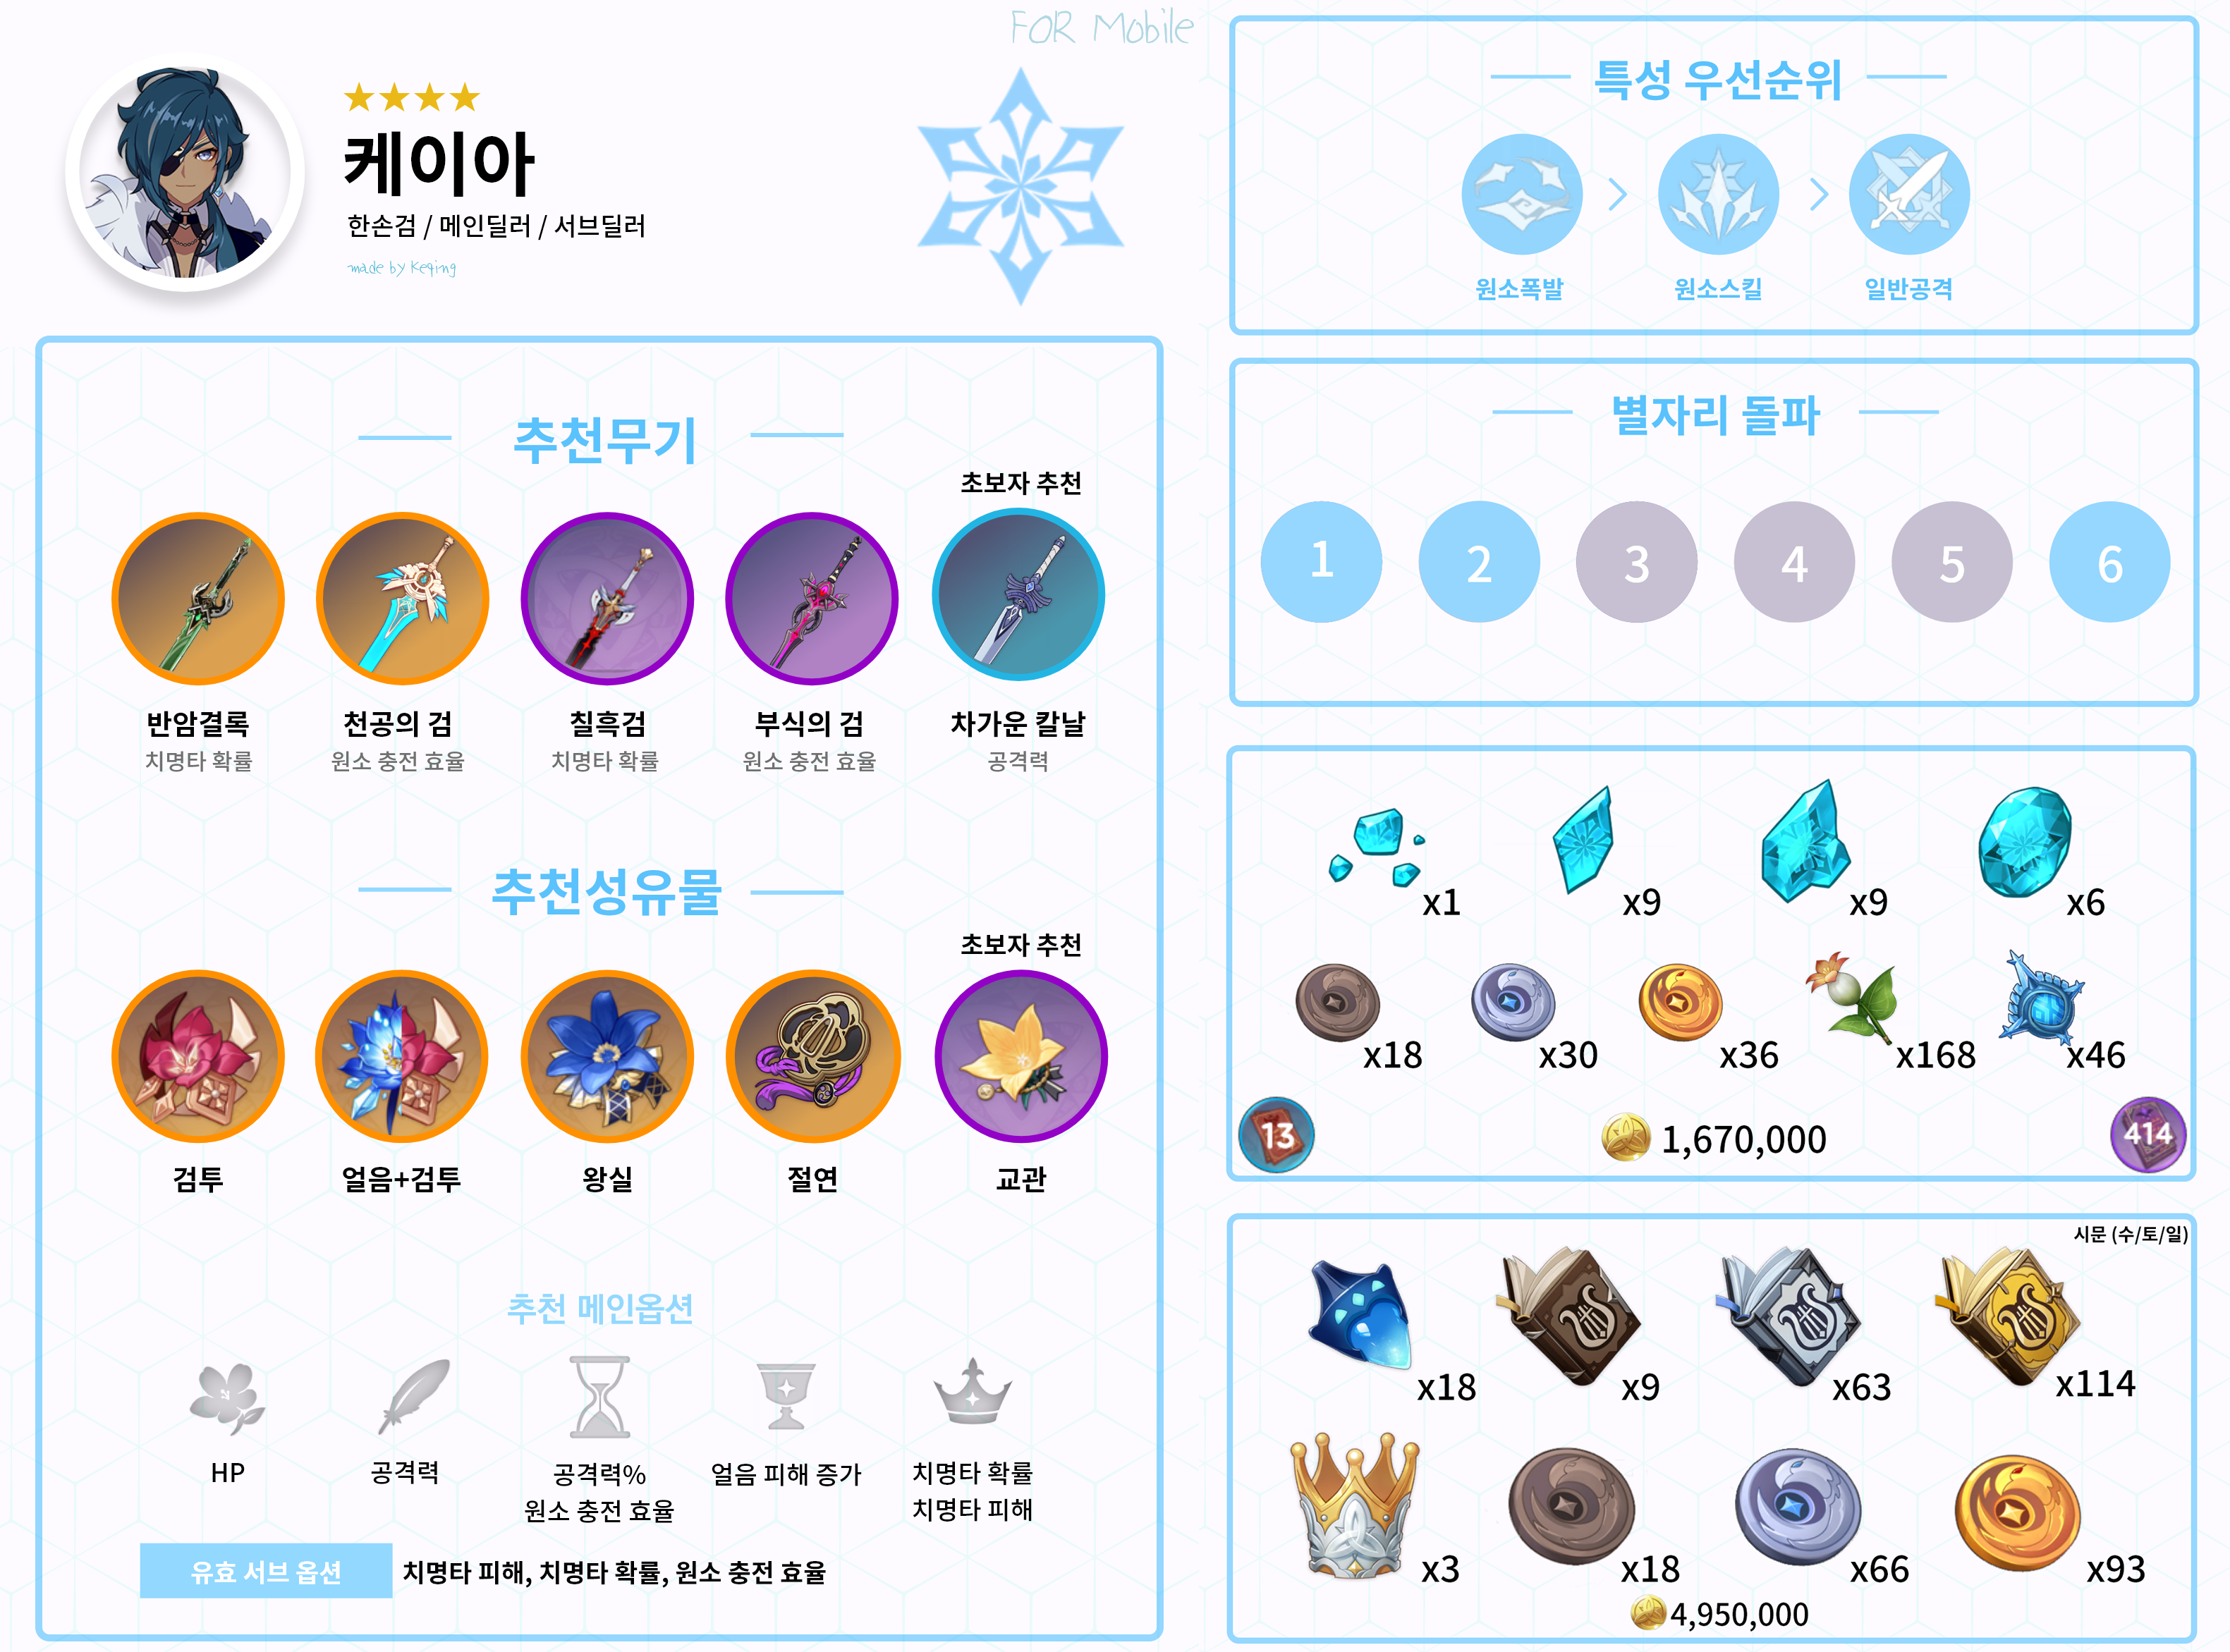 FOR Mobile
케이아
한손검 / 메인딜러 / 서브딜러
made by Keqing
추천무기
초보자 추천
반암결록 천공의 검 칠흑검 부식의 검 차가운 칼날
치명타 확률 원소 충전 효율 치명타 확률 원소 충전 효율 공격력
추천성유물
초보자 추천
검투 얼음+검투 왕실 절연 교관
추천 메인옵션
HP 공격력 공격력% 얼음 피해 증가 치명타 확률
원소 충전 효율 치명타 피해
유효 서브 옵션 치명타 피해, 치명타 확률, 원소 충전 효율
특성 우선순위
원소폭발 원소스킬 일반공격
별자리 돌파
1 2 3 4 5 6
x1 x9 x9 x6
x18 x30 x36 x168 x46
13 1,670,000 414
시문 (수/토/일)
x18 x9 x63 x114
x3 x18 x66 x93
4,950,000